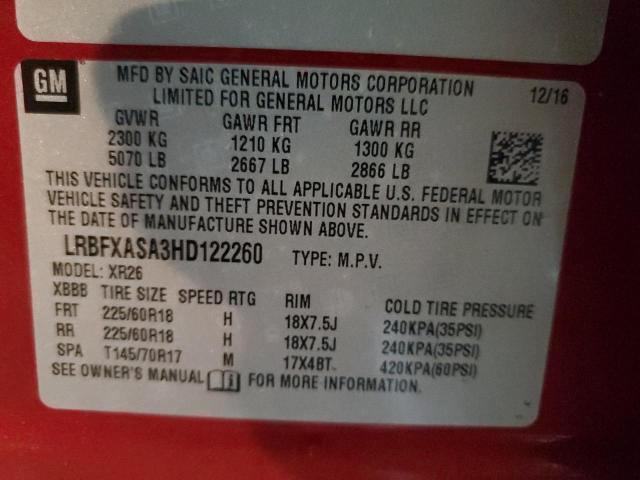 GM
MFD BY SAIC GENERAL MOTORS CORPORATION
LIMITED FOR GENERAL MOTORS LLC
12/16
GVWR GAWR FRT GAWR RR
2300 KG 1210 KG 1300 KG
5070 LB 2667 LB 2866 LB
THIS VEHICLE CONFORMS TO ALL APPLICABLE U.S. FEDERAL MOTOR
VEHICLE SAFETY AND THEFT PREVENTION STANDARDS IN EFFECT ON
THE DATE OF MANUFACTURE SHOWN ABOVE.
LRBFXASA3HD122260 TYPE: M.P.V.
MODEL: XR26
XBBB TIRE SIZE SPEED RTG RIM COLD TIRE PRESSURE
FRT 225/60R18 H 18X7.5J 240KPA(35PSI)
RR 225/60R18 H 18X7.5J 240KPA(35PSI)
SPA T145/70R17 M 17X4BT 420KPA(60PSI)
SEE OWNER'S MANUAL FOR MORE INFORMATION.